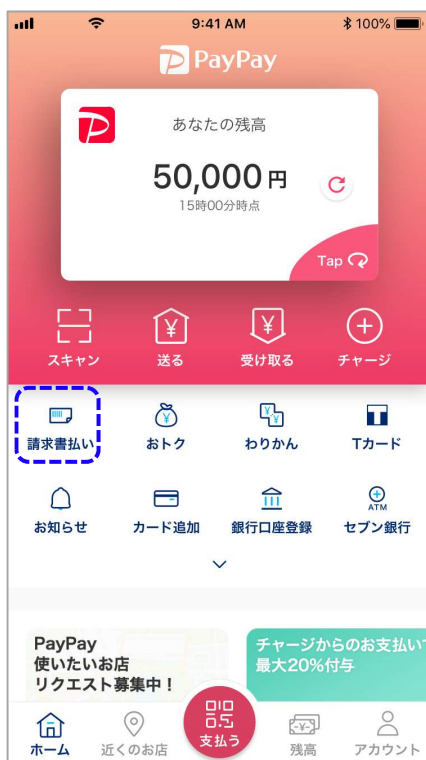 9:41 AM 100%
PayPay
あなたの残高
50,000 円
15時00分時点
Tap
スキャン 送る 受け取る チャージ
請求書払い おトク わりかん Tカード
ATM
お知らせ カード追加 銀行口座登録 セブン銀行
PayPay
使いたいお店
リクエスト募集中！
チャージからのお支払いで
最大20%付与
支払う
ホーム 近くのお店 残高 アカウント